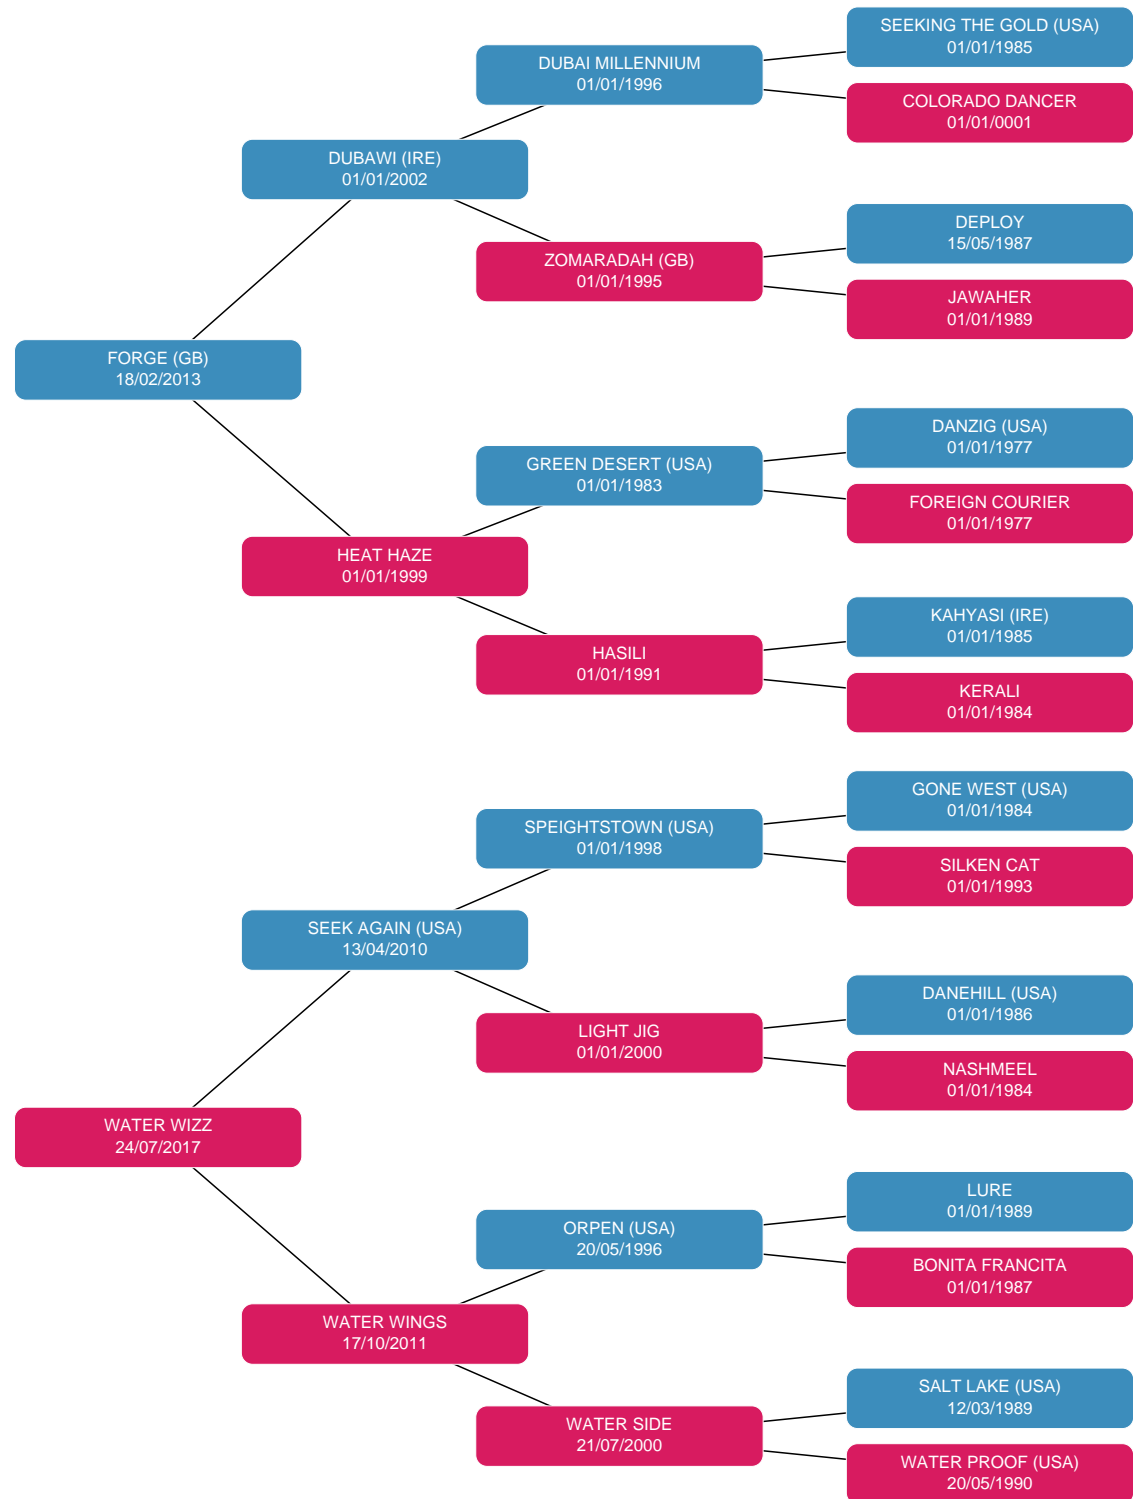 SEEKING THE GOLD (USA)
01/01/1985
DUBAI MILLENNIUM
01/01/1996
COLORADO DANCER
01/01/0001
DUBAWI (IRE)
01/01/2002
DEPLOY
15/05/1987
ZOMARADAH (GB)
01/01/1995
JAWAHER
01/01/1989
FORGE (GB)
18/02/2013
DANZIG (USA)
01/01/1977
GREEN DESERT (USA)
01/01/1983
FOREIGN COURIER
01/01/1977
HEAT HAZE
01/01/1999
KAHYASI (IRE)
01/01/1985
HASILI
01/01/1991
KERALI
01/01/1984
GONE WEST (USA)
01/01/1984
SPEIGHTSTOWN (USA)
01/01/1998
SILKEN CAT
01/01/1993
SEEK AGAIN (USA)
13/04/2010
DANEHILL (USA)
01/01/1986
LIGHT JIG
01/01/2000
NASHMEEL
01/01/1984
WATER WIZZ
24/07/2017
LURE
01/01/1989
ORPEN (USA)
20/05/1996
BONITA FRANCITA
01/01/1987
WATER WINGS
17/10/2011
SALT LAKE (USA)
12/03/1989
WATER SIDE
21/07/2000
WATER PROOF (USA)
20/05/1990